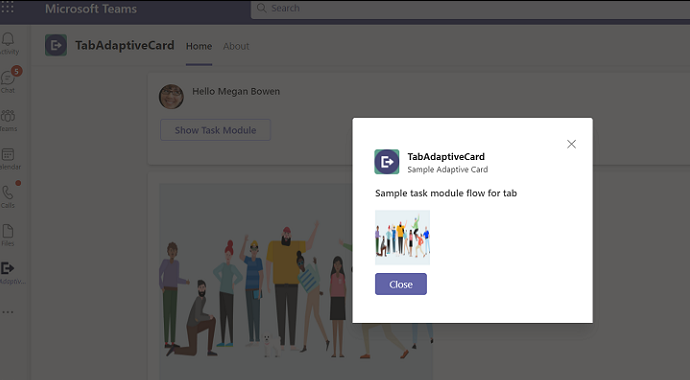 Microsoft Teams
Search
TabAdaptiveCard Home About
Activity
5
Chat
Teams
Calendar
Calls
Files
Adaptiv...
Hello Megan Bowen
Show Task Module
TabAdaptiveCard
Sample Adaptive Card
Sample task module flow for tab
Close